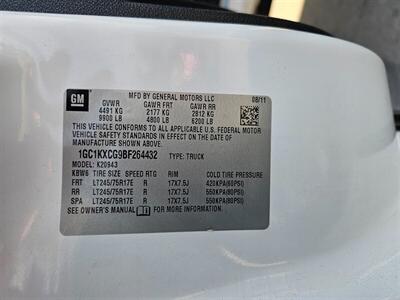 GM
MFD BY GENERAL MOTORS LLC
08/11
GVWR GAWR FRT GAWR RR
4491 KG 2177 KG 2812 KG
9900 LB 4800 LB 6200 LB
THIS VEHICLE CONFORMS TO ALL APPLICABLE U.S. FEDERAL MOTOR
VEHICLE SAFETY STANDARDS IN EFFECT ON THE DATE OF
MANUFACTURE SHOWN ABOVE.
1GC1KXCG9BF264432 TYPE: TRUCK
MODEL: K20943
KBW6 TIRE SIZE SPEED RTG RIM COLD TIRE PRESSURE
FRT LT245/75R17E R 17X7.5J 420KPA(60PSI)
RR LT245/75R17E R 17X7.5J 550KPA(80PSI)
SPA LT245/75R17E R 17X7.5J 550KPA(80PSI)
SEE OWNER'S MANUAL FOR MORE INFORMATION.